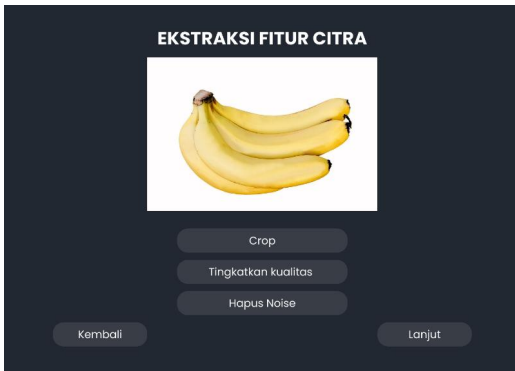 EKSTRAKSI FITUR CITRA
Crop
Tingkatkan kualitas
Hapus Noise
Kembali
Lanjut